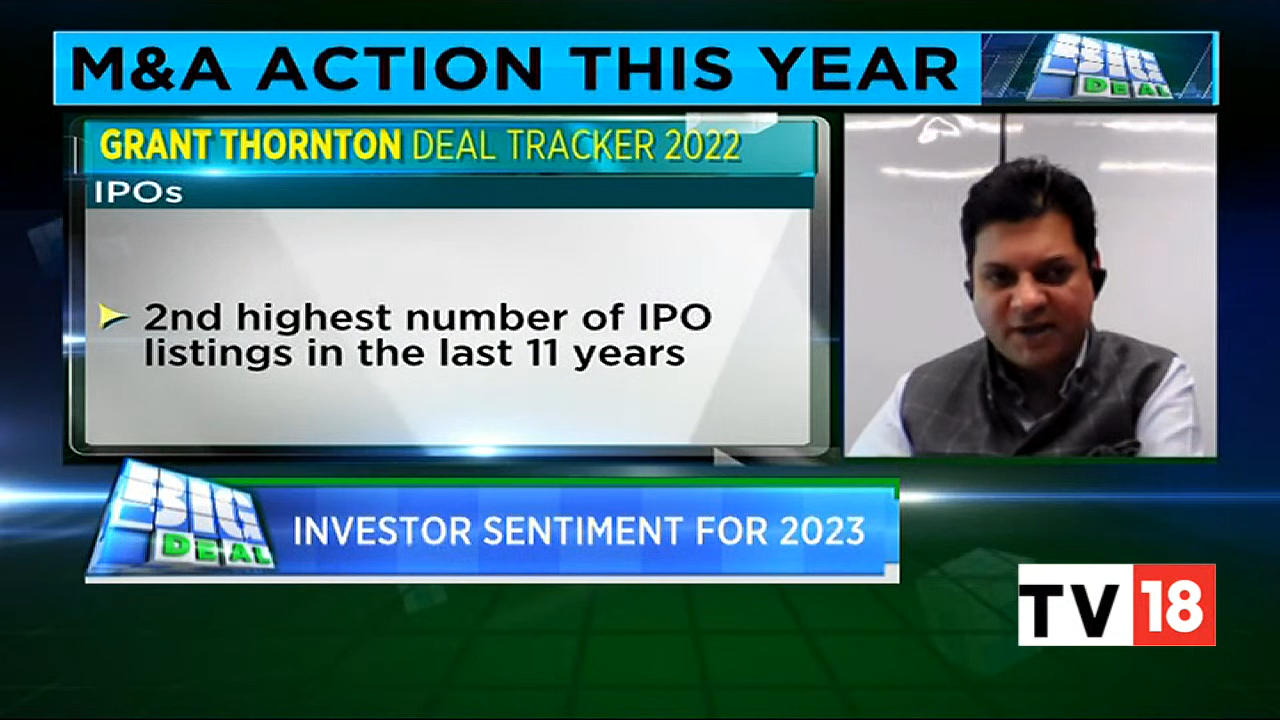 M&A ACTION THIS YEAR
BIG
DEAL
GRANT THORNTON DEAL TRACKER 2022
IPOs
2nd highest number of IPO
listings in the last 11 years
BIG
DEAL
INVESTOR SENTIMENT FOR 2023
TV18